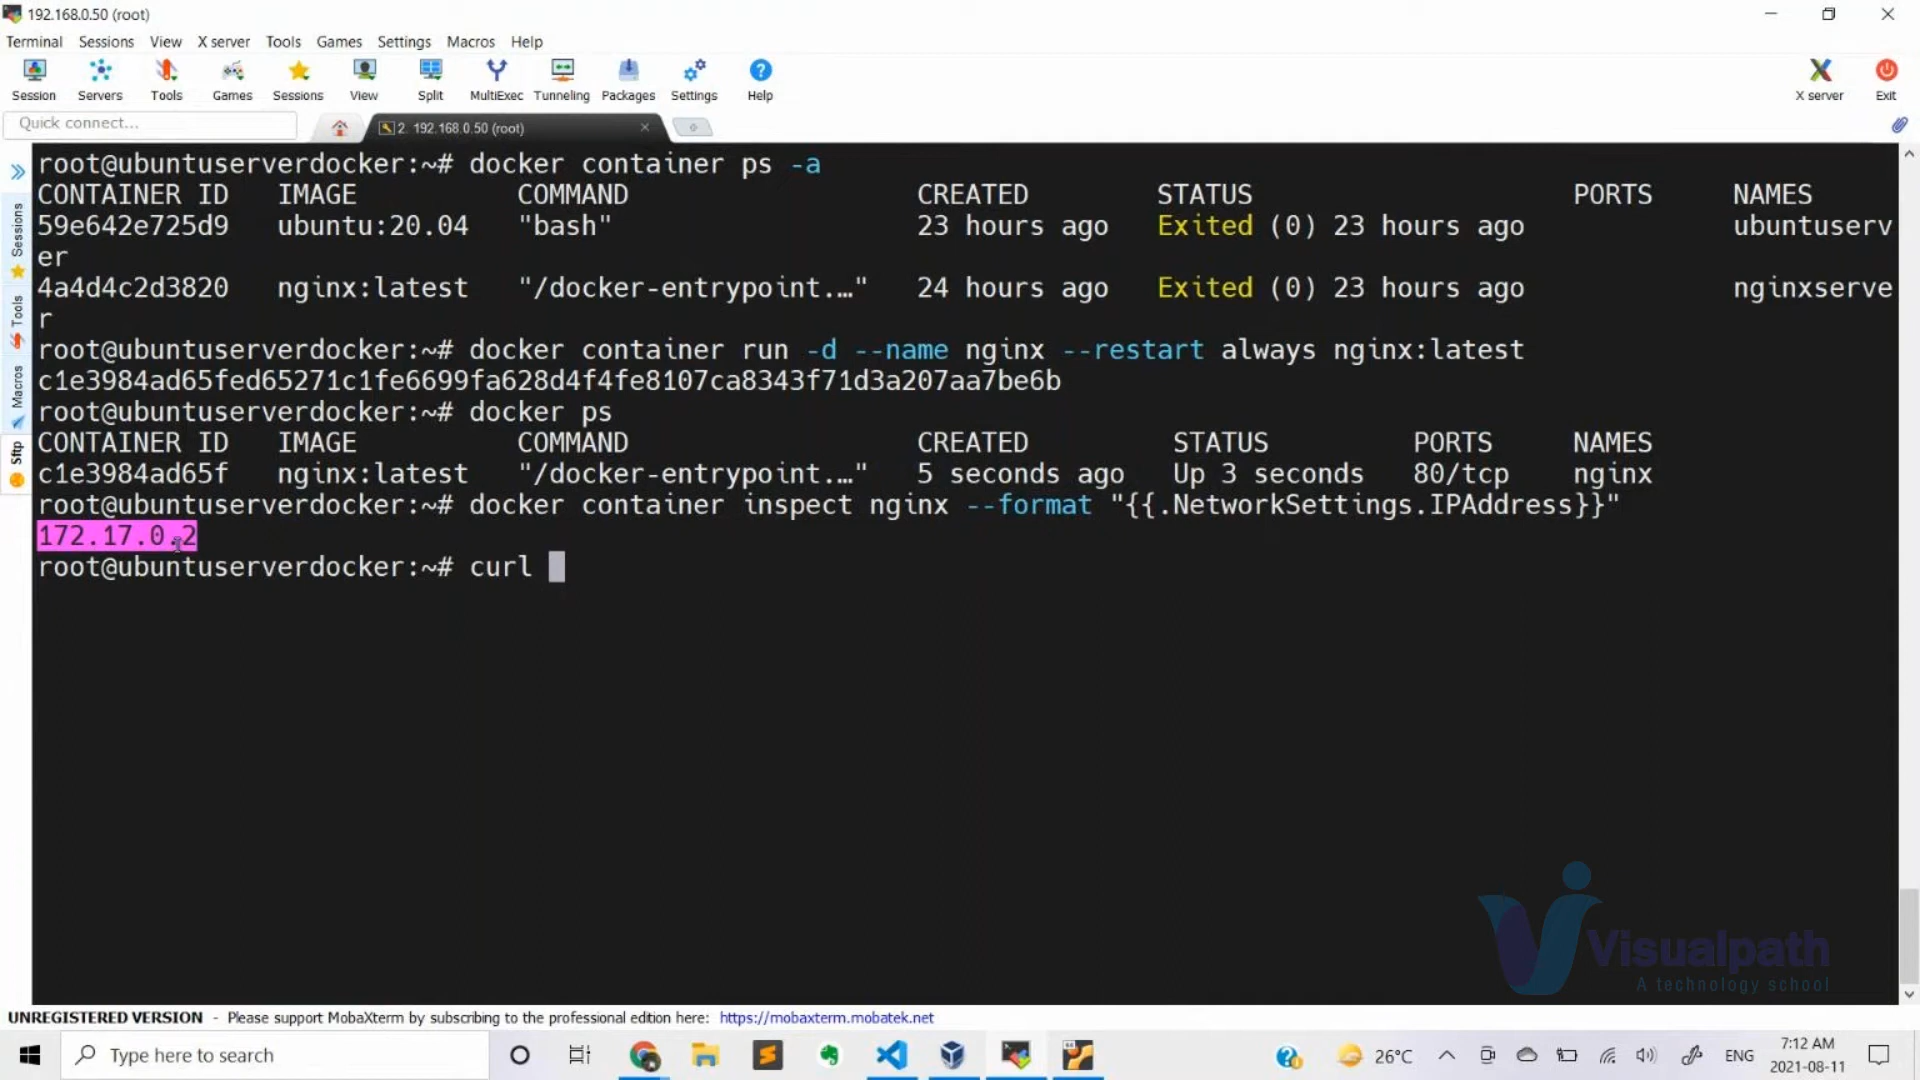 192.168.0.50 (root)
Terminal Sessions View X server Tools Games Settings Macros Help
Session Servers Tools Games Sessions View Split MultiExec Tunneling Packages Settings Help X server Exit
Quick connect...
2. 192.168.0.50 (root)
Sessions
Tools
Macros
Sftp
root@ubuntuserverdocker:~# docker container ps -a
CONTAINER ID IMAGE COMMAND CREATED STATUS PORTS NAMES
59e642e725d9 ubuntu:20.04 "bash" 23 hours ago Exited (0) 23 hours ago ubuntuserv
er
4a4d4c2d3820 nginx:latest "/docker-entrypoint.…" 24 hours ago Exited (0) 23 hours ago nginxserve
r
root@ubuntuserverdocker:~# docker container run -d --name nginx --restart always nginx:latest
c1e3984ad65fed65271c1fe6699fa628d4f4fe8107ca8343f71d3a207aa7be6b
root@ubuntuserverdocker:~# docker ps
CONTAINER ID IMAGE COMMAND CREATED STATUS PORTS NAMES
c1e3984ad65f nginx:latest "/docker-entrypoint.…" 5 seconds ago Up 3 seconds 80/tcp nginx
root@ubuntuserverdocker:~# docker container inspect nginx --format "{{.NetworkSettings.IPAddress}}"
172.17.0.2
root@ubuntuserverdocker:~# curl
Visualpath
A technology school
UNREGISTERED VERSION - Please support MobaXterm by subscribing to the professional edition here: https://mobaxterm.mobatek.net
Type here to search
26°C
ENG
7:12 AM
2021-08-11